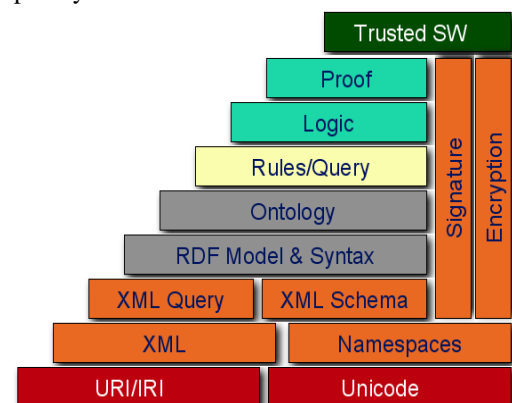 Trusted SW
Proof
Logic
Rules/Query
Ontology
RDF Model & Syntax
XML Query
XML Schema
Signature
Encryption
XML
Namespaces
URI/IRI
Unicode